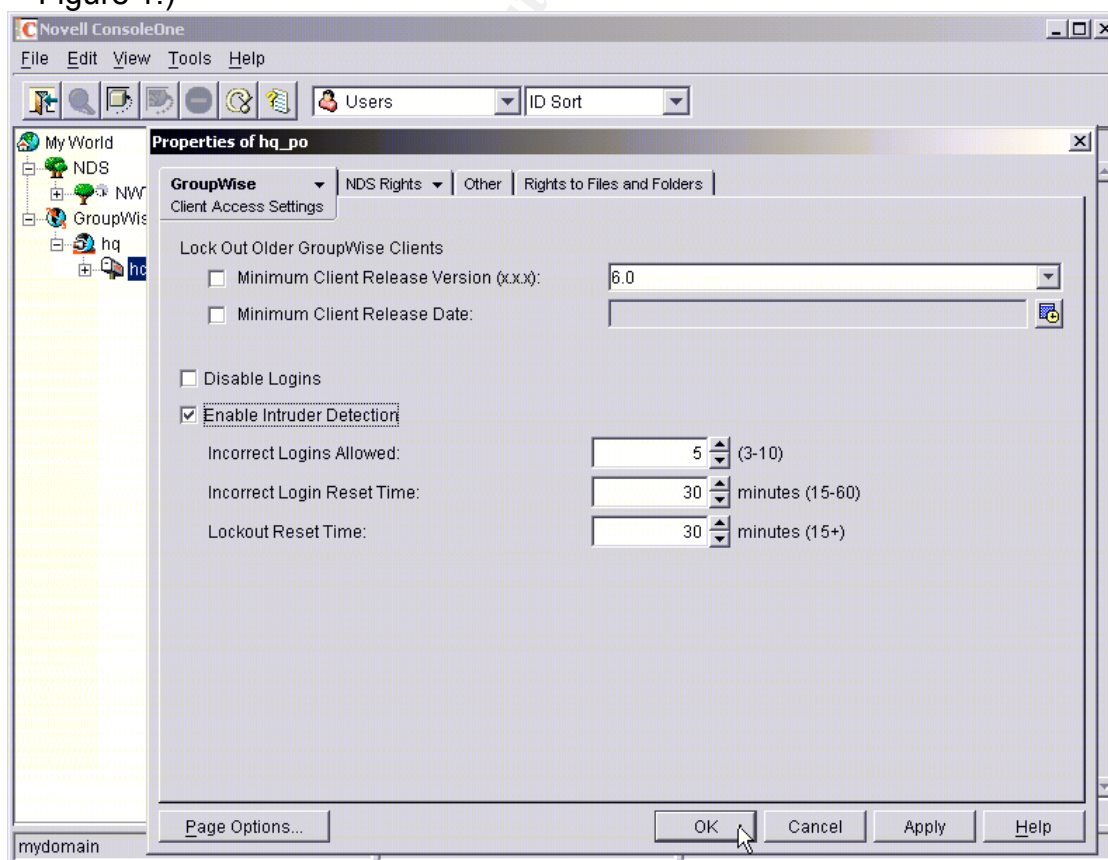 Figure 1.)
Novell ConsoleOne
File Edit View Tools Help
Users ID Sort
My World
NDS
GroupWis
hq
Properties of hq_po
GroupWise NDS Rights Other Rights to Files and Folders
Client Access Settings
Lock Out Older GroupWise Clients
Minimum Client Release Version (x.x.x): 6.0
Minimum Client Release Date:
Disable Logins
Enable Intruder Detection
Incorrect Logins Allowed: 5 (3-10)
Incorrect Login Reset Time: 30 minutes (15-60)
Lockout Reset Time: 30 minutes (15+)
Page Options... OK Cancel Apply Help
mydomain